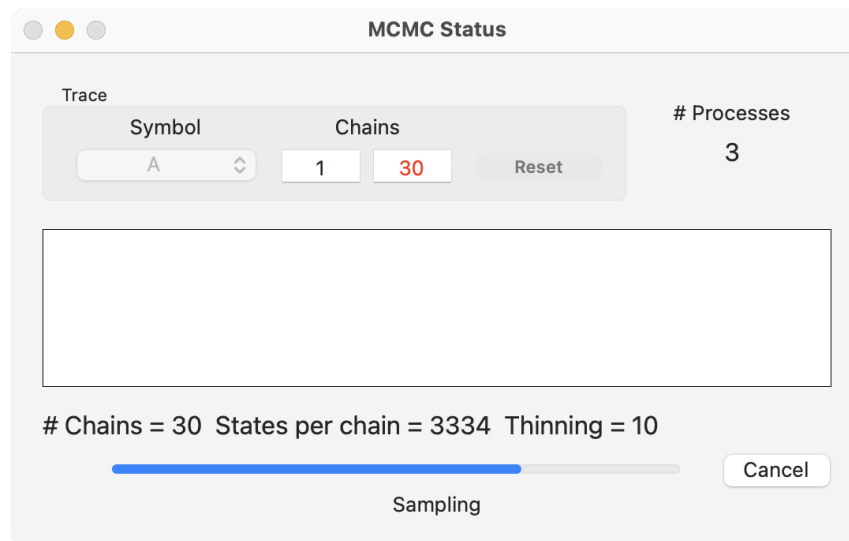 MCMC Status
Trace
Symbol Chains # Processes
A 1 30 Reset 3
# Chains = 30 States per chain = 3334 Thinning = 10
Cancel
Sampling